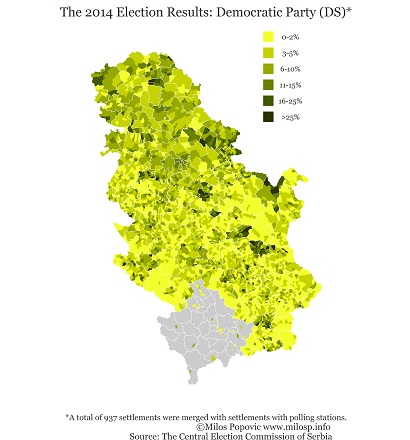 The 2014 Election Results: Democratic Party (DS)*
0-2%
3-5%
6-10%
11-15%
16-25%
>25%
*A total of 937 settlements were merged with settlements with polling stations.
©Milos Popovic www.milosp.info
Source: The Central Election Commission of Serbia